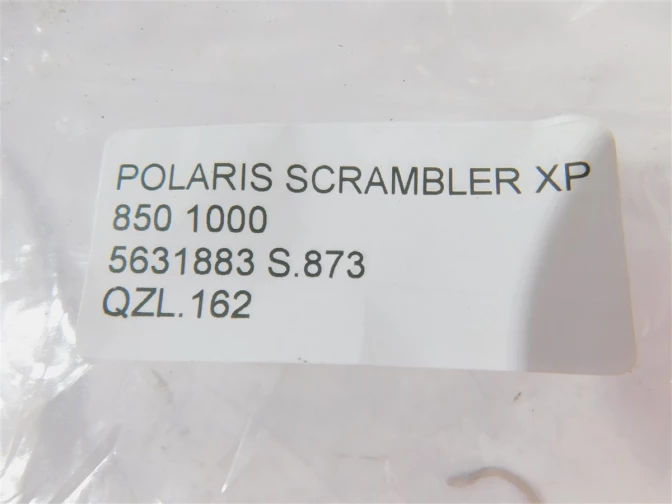 POLARIS SCRAMBLER XP
850 1000
5631883 S.873
QZL.162